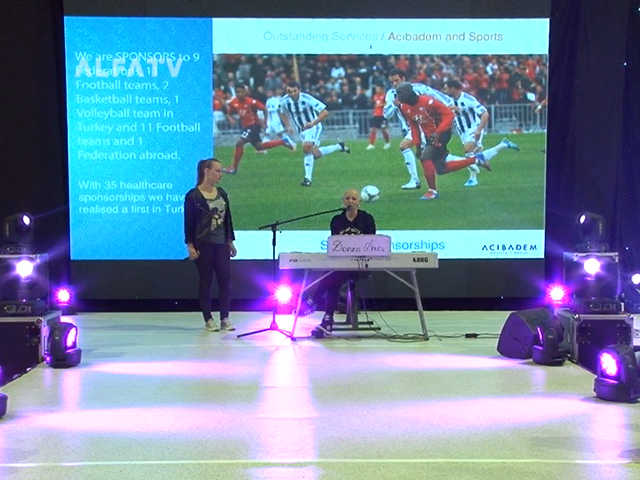 Outstanding Services / Acibadem and Sports
We are SPONSORS to 9
ALFA TV
Football teams, 2
Basketball teams, 1
Volleyball team in
Turkey and 11 Football
teams and 1
Federation abroad.
With 35 healthcare
sponsorships we have
realised a first in
ACIBADEM
KORG